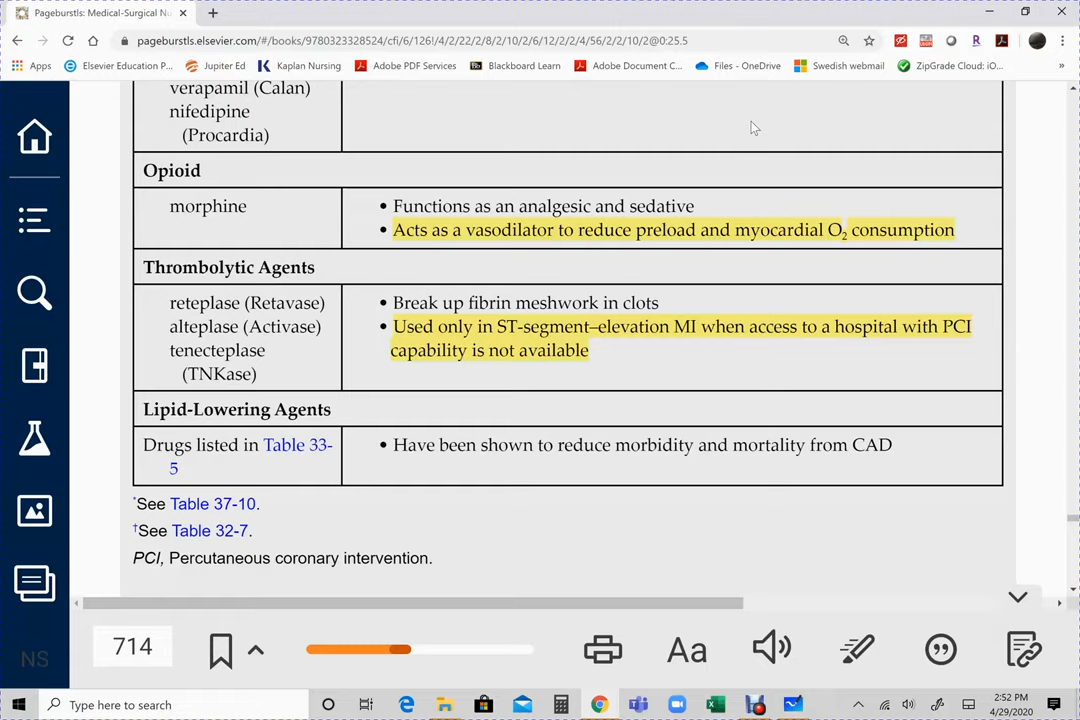 Pageburstls: Medical-Surgical Nu
pageburstls.elsevier.com/#/books/9780323328524/cfi/6/126!/4/2/22/2/8/2/10/2/6/12/2/2/4/56/2/2/10/2@0:25.5
Apps Elsevier Education P... Jupiter Ed Kaplan Nursing Adobe PDF Services Blackboard Learn Adobe Document C... Files - OneDrive Swedish webmail ZipGrade Cloud: iO... »
verapamil (Calan)
nifedipine
(Procardia)
Opioid
morphine
• Functions as an analgesic and sedative
• Acts as a vasodilator to reduce preload and myocardial O2 consumption
Thrombolytic Agents
reteplase (Retavase)
alteplase (Activase)
tenecteplase
(TNKase)
• Break up fibrin meshwork in clots
• Used only in ST-segment–elevation MI when access to a hospital with PCI
capability is not available
Lipid-Lowering Agents
Drugs listed in Table 33-
5
• Have been shown to reduce morbidity and mortality from CAD
*See Table 37-10.
†See Table 32-7.
PCI, Percutaneous coronary intervention.
NS
714
Aa
Type here to search
2:52 PM
4/29/2020